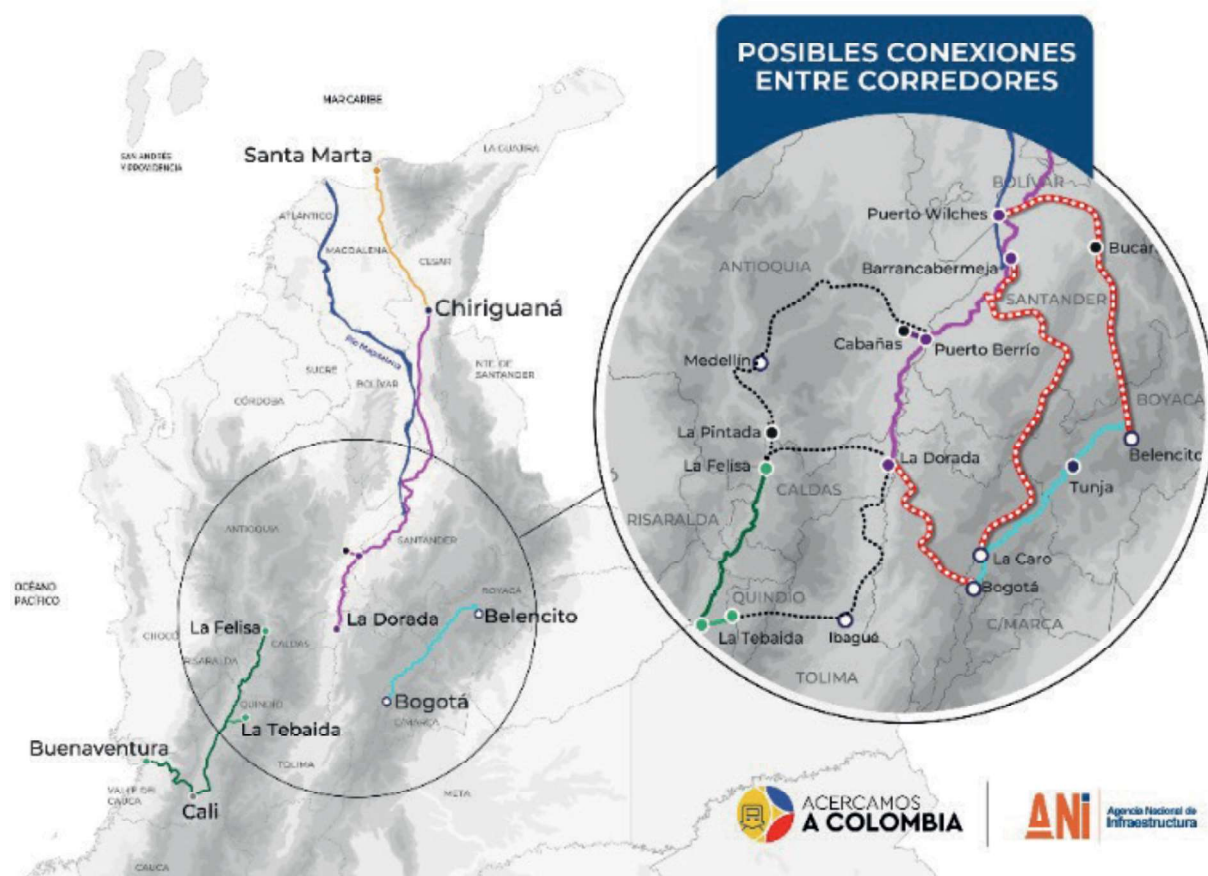 POSIBLES CONEXIONES
ENTRE CORREDORES
MAR CARIBE
SAN ANDRÉS
Y PROVIDENCIA
Santa Marta
LA GUAJIRA
ATLÁNTICO
MAGDALENA
CESAR
Chiriguaná
Río Magdalena
NTE DE
SANTANDER
SUCRE
BOLÍVAR
CÓRDOBA
ANTIOQUIA
SANTANDER
OCÉANO
PACÍFICO
BOYACÁ
La Dorada
Belencito
CHOCÓ
La Felisa
CALDAS
RISARALDA
Bogotá
QUINDIO
C/MARCA
La Tebaida
Buenaventura
TOLIMA
VALLE DEL
CAUCA
META
Cali
CAUCA
BOLÍVAR
Puerto Wilches
Bucar
Barrancabermeja
ANTIOQUIA
SANTANDER
Cabañas
Puerto Berrío
Medellín
BOYACA
La Pintada
Belencito
La Felisa
La Dorada
Tunja
CALDAS
RISARALDA
La Caro
Bogotá
QUINDIO
La Tebaida
Ibagué
C/MARCA
TOLIMA
ACERCAMOS
A COLOMBIA
ANi
Agencia Nacional de
Infraestructura